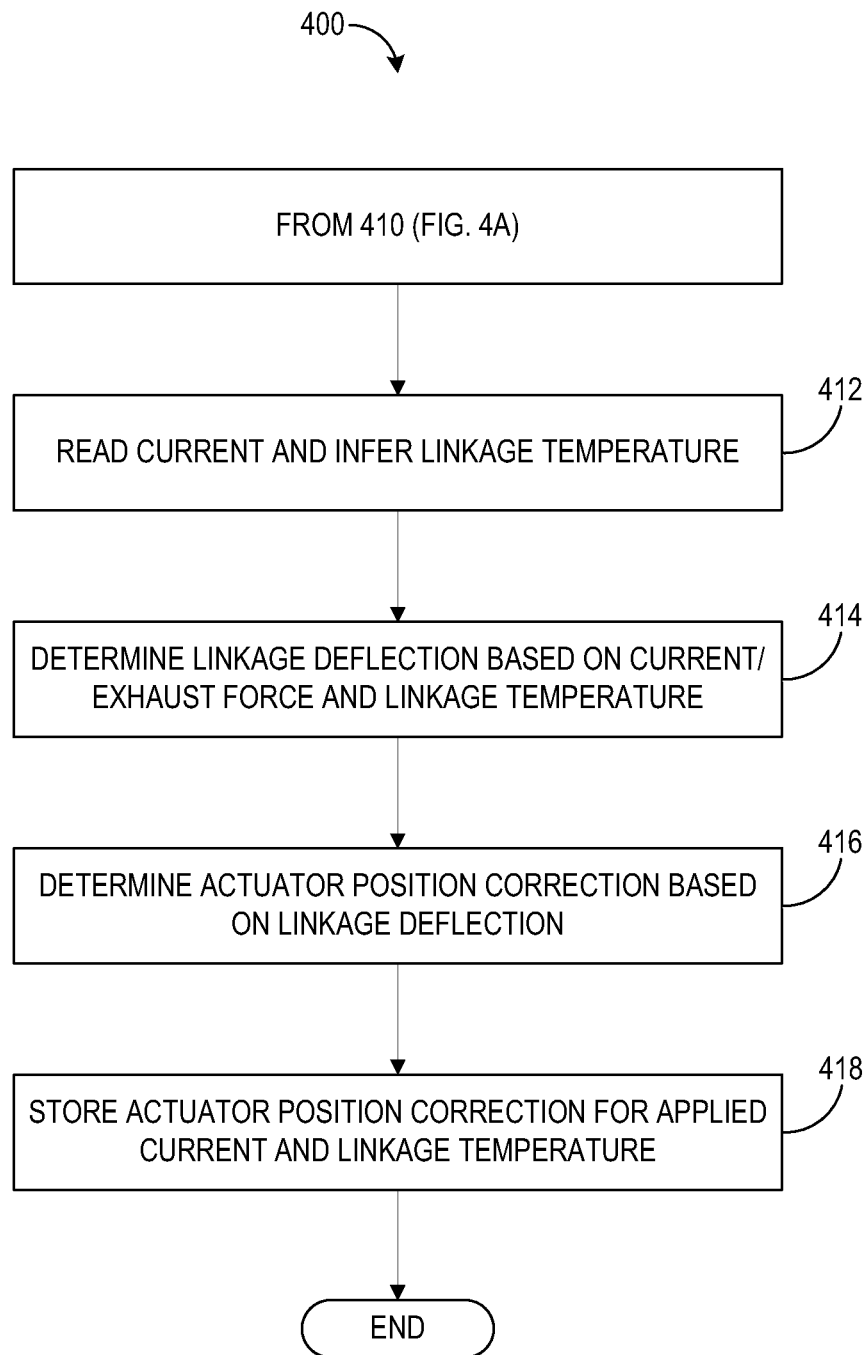 400
FROM 410 (FIG. 4A)
412
READ CURRENT AND INFER LINKAGE TEMPERATURE
414
DETERMINE LINKAGE DEFLECTION BASED ON CURRENT/
EXHAUST FORCE AND LINKAGE TEMPERATURE
416
DETERMINE ACTUATOR POSITION CORRECTION BASED
ON LINKAGE DEFLECTION
418
STORE ACTUATOR POSITION CORRECTION FOR APPLIED
CURRENT AND LINKAGE TEMPERATURE
END